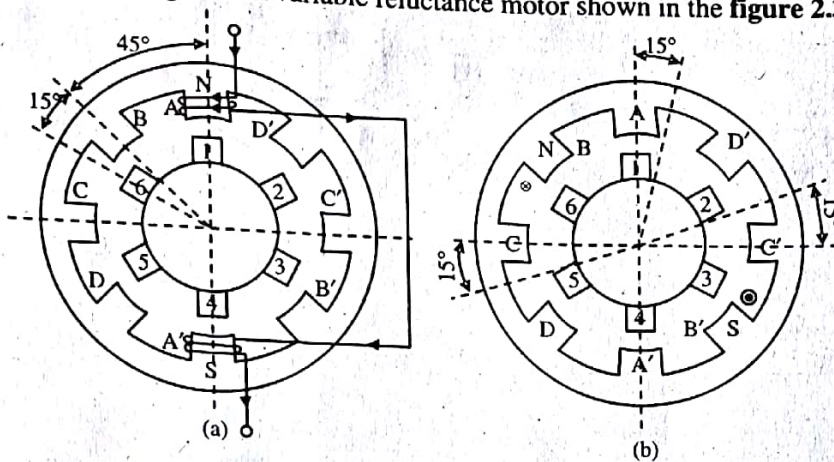 variable reluctance motor shown in the figure 2.
45°
15°
N
A
B
D'
1
6
2
C
C'
5
3
D
B'
4
A'
S
(a)
15°
A
N
B
D'
1
6
2
C
C'
15°
5
3
4
D
B'
S
A'
(b)